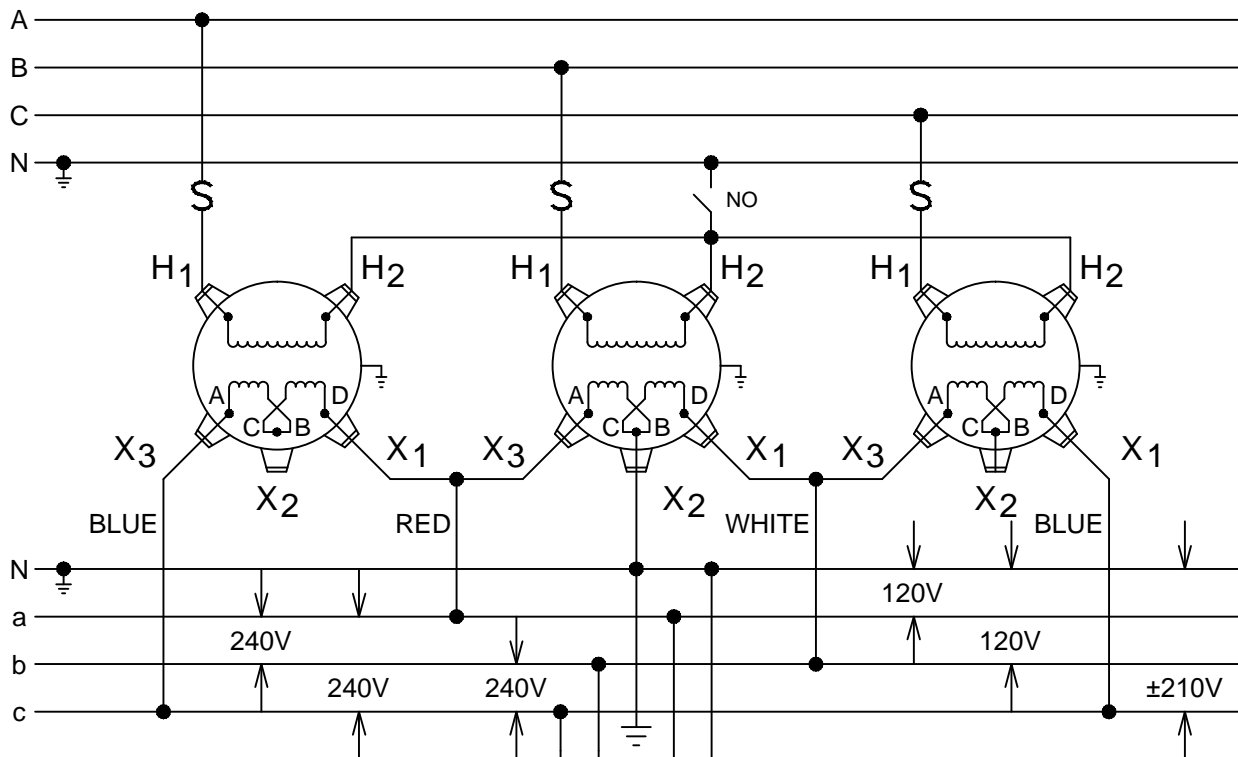 A
B
C
N
S S NO S
H1 H2 H1 H2 H1 H2
A D A D A D
C B C B C B
X3 X1 X3 X1 X3 X1
X2 X2 X2
BLUE RED WHITE BLUE
N
120V
a
240V 120V
b
240V 240V ±210V
c